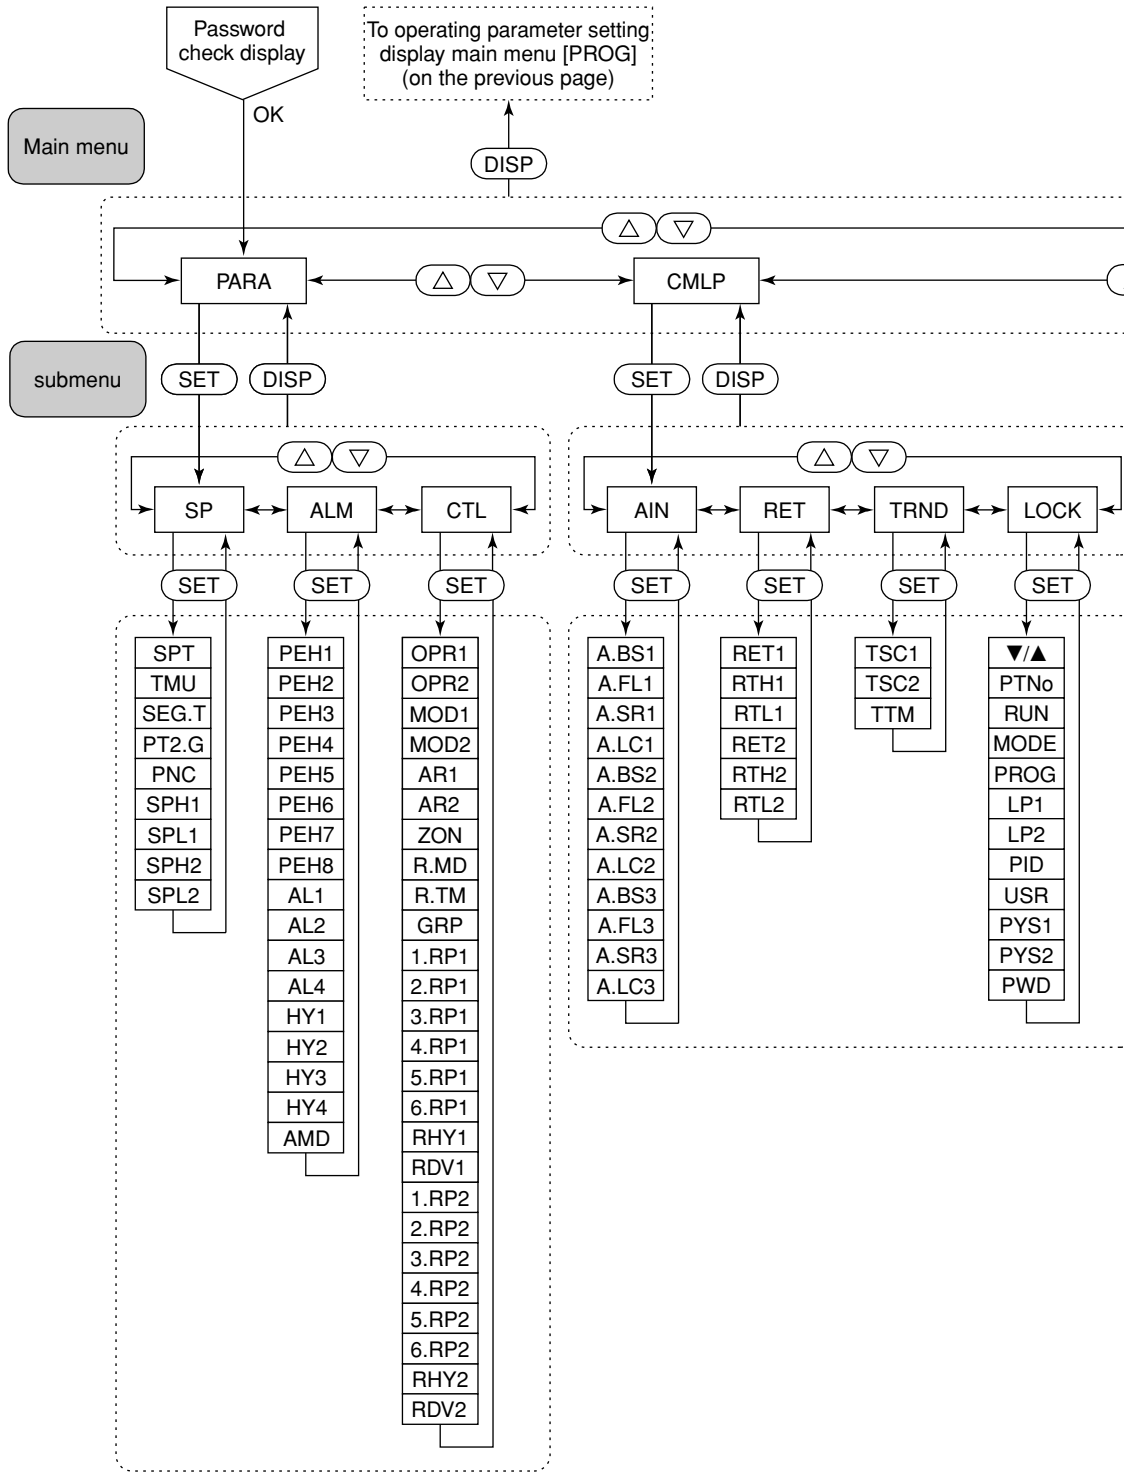 Password
check display
OK
To operating parameter setting
display main menu [PROG]
(on the previous page)
DISP
Main menu
PARA
CMLP
submenu
SET
DISP
SET
DISP
SP
ALM
CTL
AIN
RET
TRND
LOCK
SET
SET
SET
SET
SET
SET
SET
SPT
TMU
SEG.T
PT2.G
PNC
SPH1
SPL1
SPH2
SPL2
PEH1
PEH2
PEH3
PEH4
PEH5
PEH6
PEH7
PEH8
AL1
AL2
AL3
AL4
HY1
HY2
HY3
HY4
AMD
OPR1
OPR2
MOD1
MOD2
AR1
AR2
ZON
R.MD
R.TM
GRP
1.RP1
2.RP1
3.RP1
4.RP1
5.RP1
6.RP1
RHY1
RDV1
1.RP2
2.RP2
3.RP2
4.RP2
5.RP2
6.RP2
RHY2
RDV2
A.BS1
A.FL1
A.SR1
A.LC1
A.BS2
A.FL2
A.SR2
A.LC2
A.BS3
A.FL3
A.SR3
A.LC3
RET1
RTH1
RTL1
RET2
RTH2
RTL2
TSC1
TSC2
TTM
▼/▲
PTNo
RUN
MODE
PROG
LP1
LP2
PID
USR
PYS1
PYS2
PWD